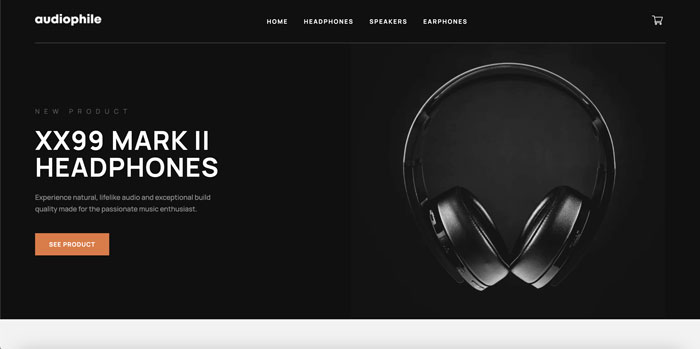 audiophile
HOME HEADPHONES SPEAKERS EARPHONES
NEW PRODUCT
XX99 MARK II
HEADPHONES
Experience natural, lifelike audio and exceptional build
quality made for the passionate music enthusiast.
SEE PRODUCT